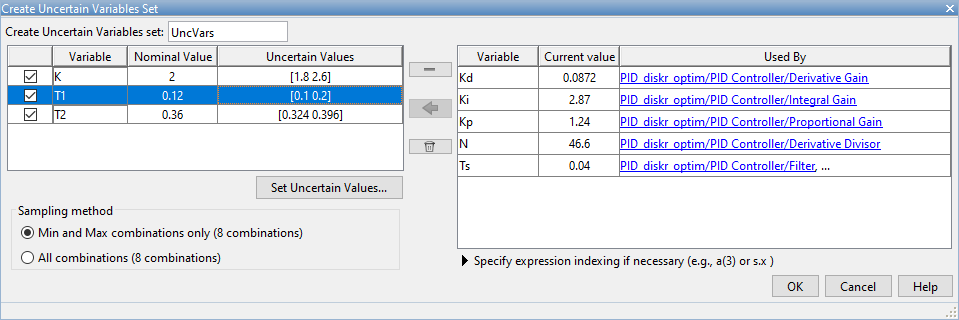 Create Uncertain Variables Set
Create Uncertain Variables set: UncVars
Variable Nominal Value Uncertain Values
K 2 [1.8 2.6]
T1 0.12 [0.1 0.2]
T2 0.36 [0.324 0.396]
Set Uncertain Values...
Sampling method
Min and Max combinations only (8 combinations)
All combinations (8 combinations)
Variable Current value Used By
Kd 0.0872 PID_diskr_optim/PID Controller/Derivative Gain
Ki 2.87 PID_diskr_optim/PID Controller/Integral Gain
Kp 1.24 PID_diskr_optim/PID Controller/Proportional Gain
N 46.6 PID_diskr_optim/PID Controller/Derivative Divisor
Ts 0.04 PID_diskr_optim/PID Controller/Filter, ...
Specify expression indexing if necessary (e.g., a(3) or s.x )
OK Cancel Help